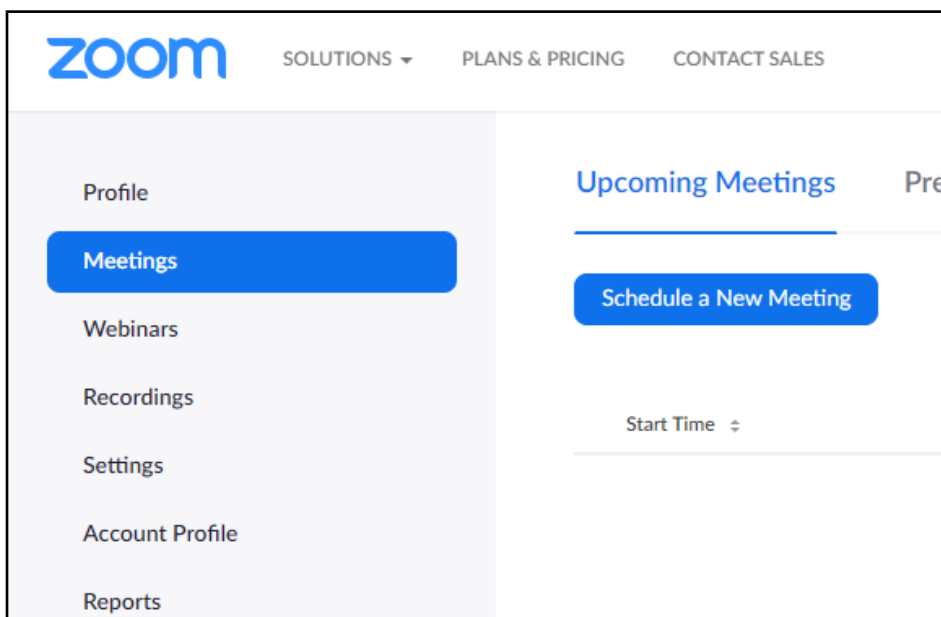 zoom SOLUTIONS PLANS & PRICING CONTACT SALES
Profile
Meetings
Webinars
Recordings
Settings
Account Profile
Reports
Upcoming Meetings Pre
Schedule a New Meeting
Start Time